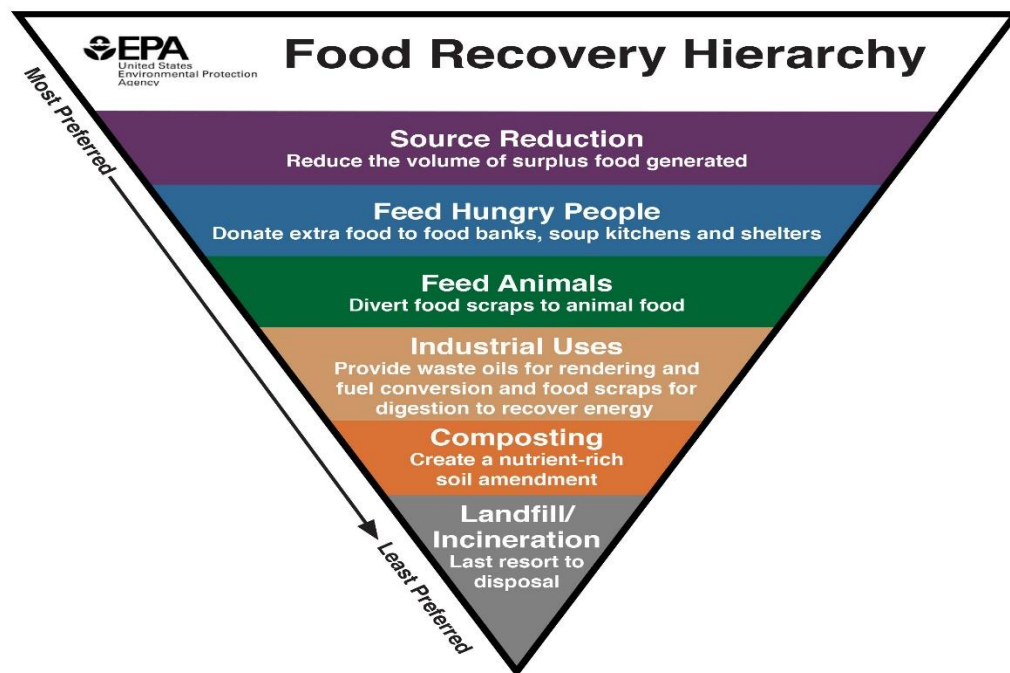 EPA
United States
Environmental Protection
Agency
Food Recovery Hierarchy
Most Preferred
Source Reduction
Reduce the volume of surplus food generated
Feed Hungry People
Donate extra food to food banks, soup kitchens and shelters
Feed Animals
Divert food scraps to animal food
Industrial Uses
Provide waste oils for rendering and
fuel conversion and food scraps for
digestion to recover energy
Composting
Create a nutrient-rich
soil amendment
Landfill/
Incineration
Last resort to
disposal
Least Preferred